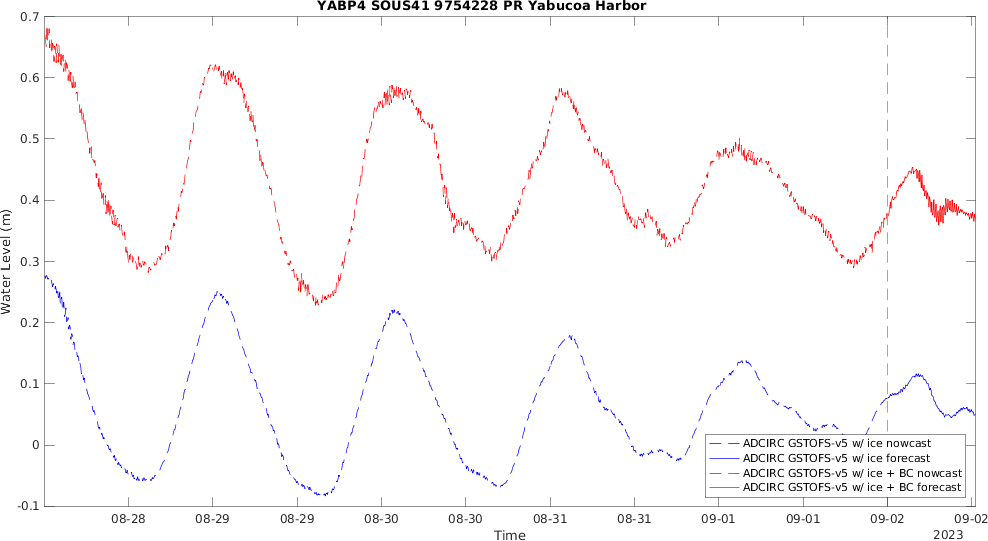 YABP4 SOUS41 9754228 PR Yabucoa Harbor
0.7
0.6
0.5
0.4
0.3
0.2
0.1
0
-0.1
Water Level (m)
ADCIRC GSTOFS-v5 w/ ice nowcast
ADCIRC GSTOFS-v5 w/ ice forecast
ADCIRC GSTOFS-v5 w/ ice + BC nowcast
ADCIRC GSTOFS-v5 w/ ice + BC forecast
08-28 08-29 08-29 08-30 08-30 08-31 08-31 09-01 09-01 09-02 09-02
Time
2023